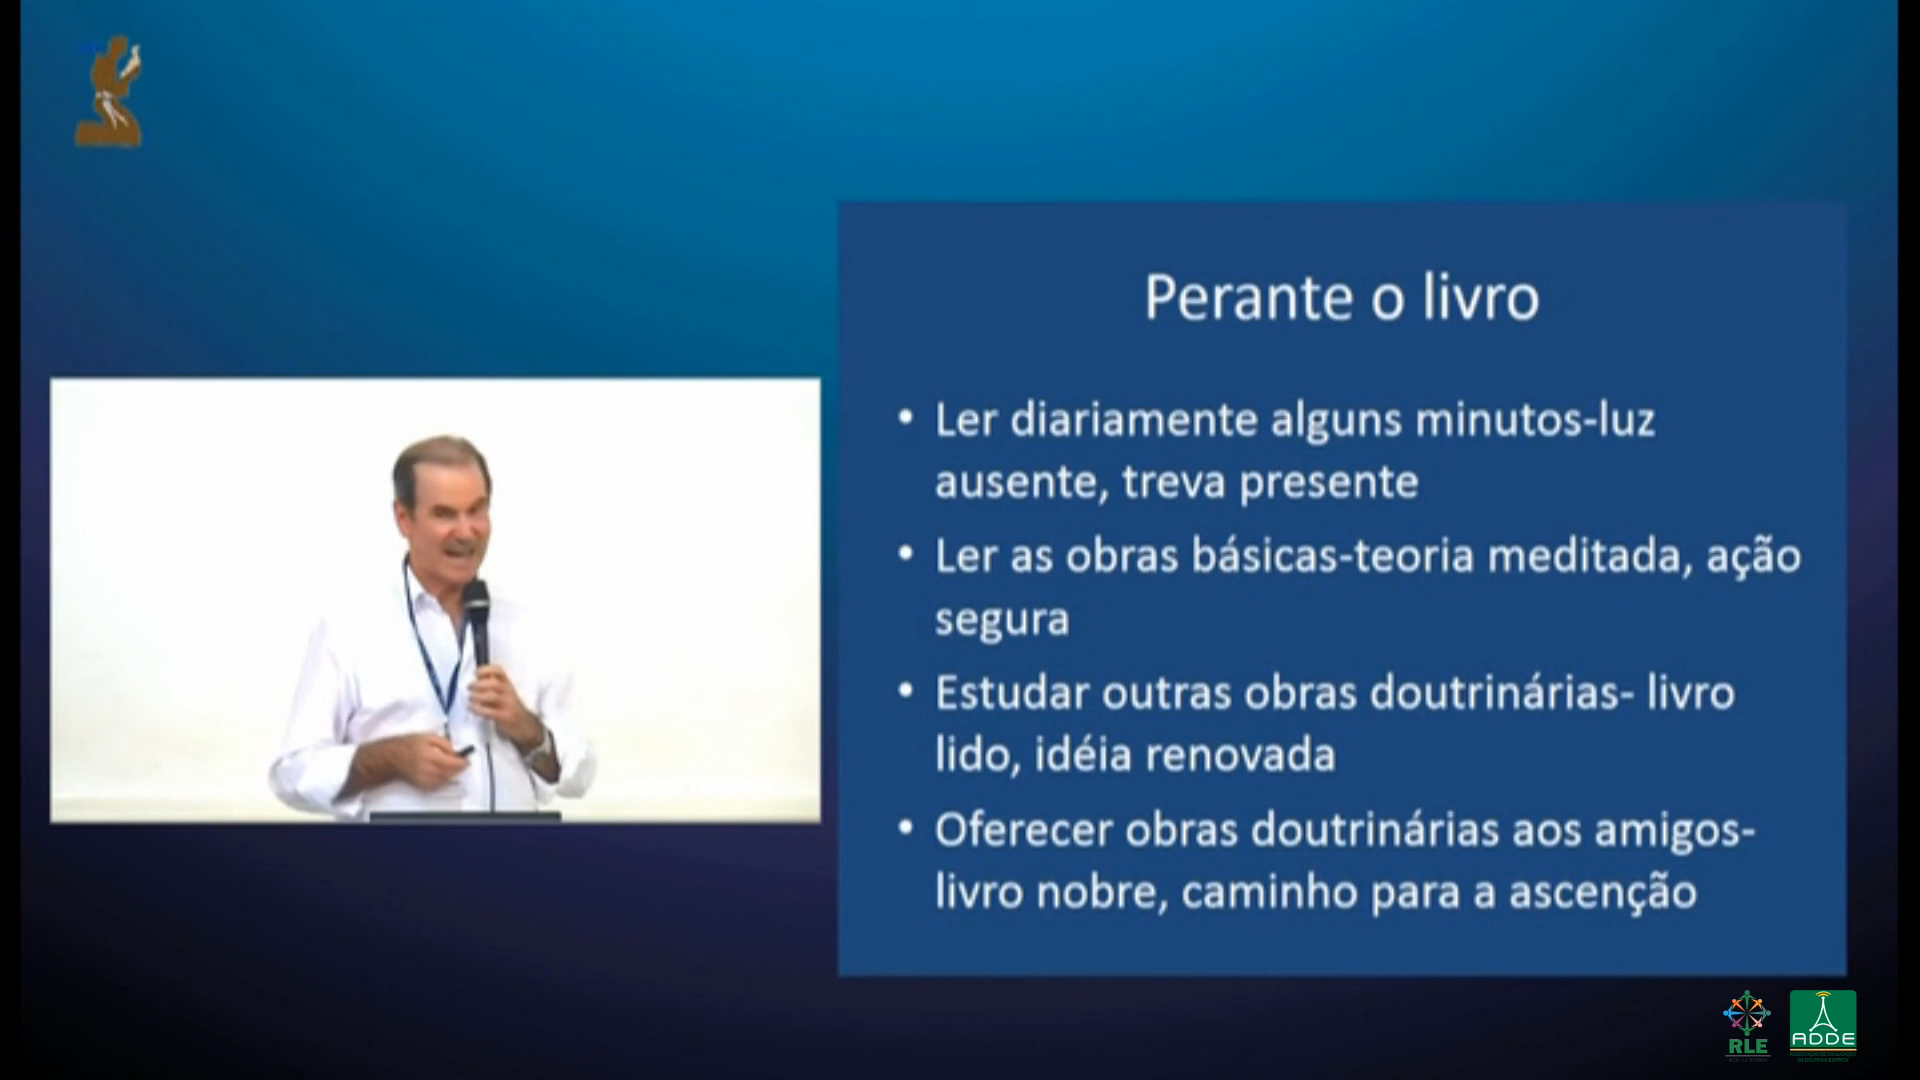 Perante o livro
• Ler diariamente alguns minutos-luz
ausente, treva presente
• Ler as obras básicas-teoria meditada, ação
segura
• Estudar outras obras doutrinárias- livro
lido, idéia renovada
• Oferecer obras doutrinárias aos amigos-
livro nobre, caminho para a ascenção
RLE
ADDE